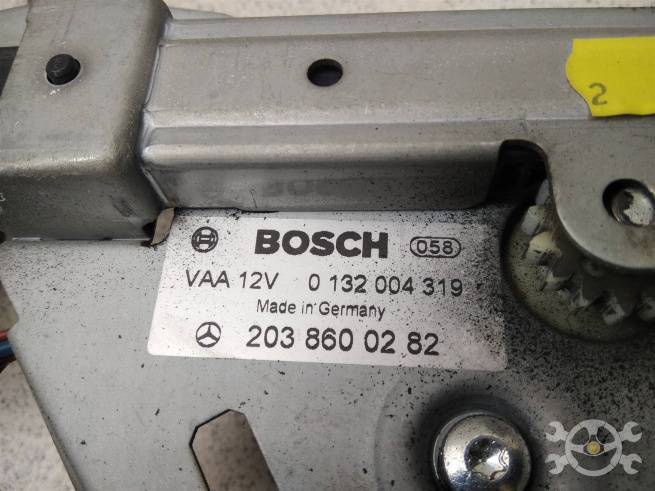 2
BOSCH 058
VAA 12V 0 132 004 319
Made in Germany
203 860 02 82